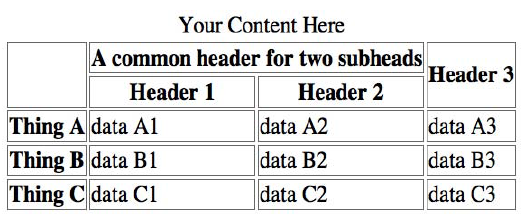 Your Content Here
A common header for two subheads
Header 3
Header 1 Header 2
Thing A data A1 data A2 data A3
Thing B data B1 data B2 data B3
Thing C data C1 data C2 data C3